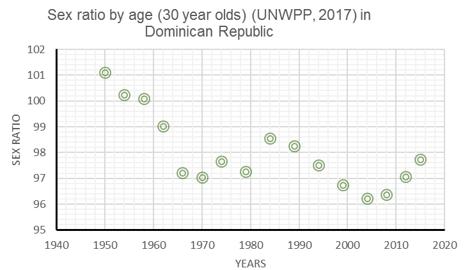 Sex ratio by age (30 year olds) (UNWPP, 2017) in
Dominican Republic
102
101
100
99
98
97
96
95
SEX RATIO
1940 1950 1960 1970 1980 1990 2000 2010 2020
YEARS